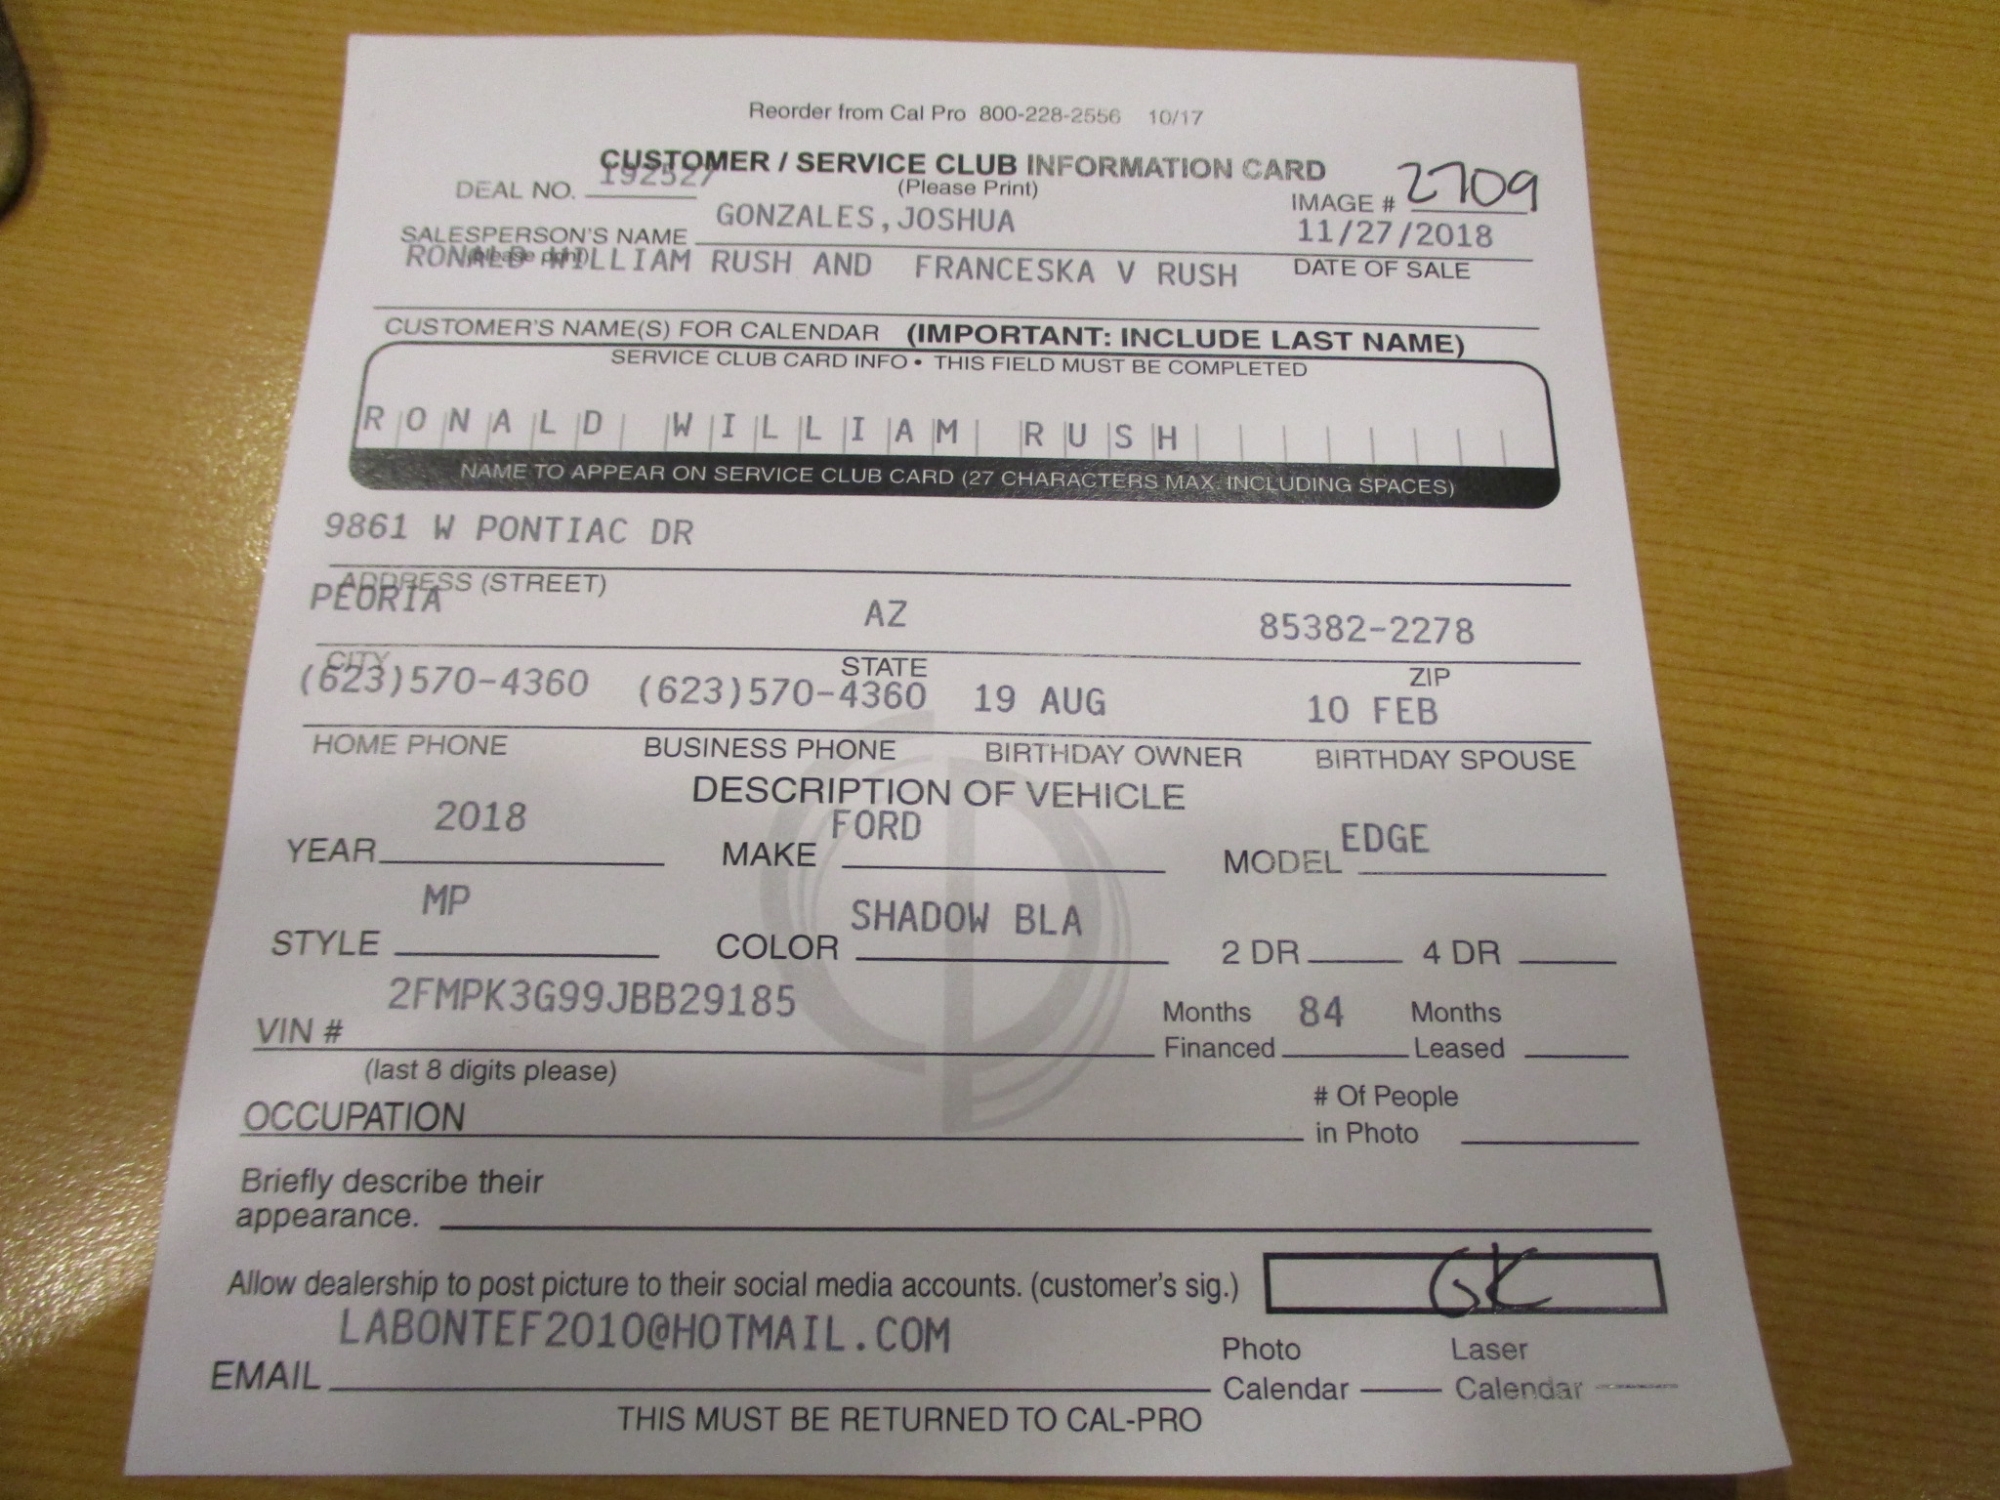 Reorder from Cal Pro 800-228-2556 10/17
CUSTOMER / SERVICE CLUB INFORMATION CARD
DEAL NO. 192527 (Please Print) IMAGE # 2709
SALESPERSON'S NAME GONZALES,JOSHUA 11/27/2018
(please print) DATE OF SALE
RONALD WILLIAM RUSH AND FRANCESKA V RUSH
CUSTOMER'S NAME(S) FOR CALENDAR (IMPORTANT: INCLUDE LAST NAME)
SERVICE CLUB CARD INFO • THIS FIELD MUST BE COMPLETED
RONALD WILLIAM RUSH
NAME TO APPEAR ON SERVICE CLUB CARD (27 CHARACTERS MAX. INCLUDING SPACES)
9861 W PONTIAC DR
ADDRESS (STREET)
PEORIA AZ 85382-2278
CITY STATE ZIP
(623)570-4360 (623)570-4360 19 AUG 10 FEB
HOME PHONE BUSINESS PHONE BIRTHDAY OWNER BIRTHDAY SPOUSE
DESCRIPTION OF VEHICLE
YEAR 2018 MAKE FORD MODEL EDGE
STYLE MP COLOR SHADOW BLA 2 DR 4 DR
VIN # 2FMPK3G99JBB29185 Months Financed 84 Months Leased
(last 8 digits please)
OCCUPATION # Of People in Photo
Briefly describe their
appearance.
Allow dealership to post picture to their social media accounts. (customer's sig.) GK
EMAIL LABONTEF2010@HOTMAIL.COM Photo Calendar Laser Calendar
THIS MUST BE RETURNED TO CAL-PRO